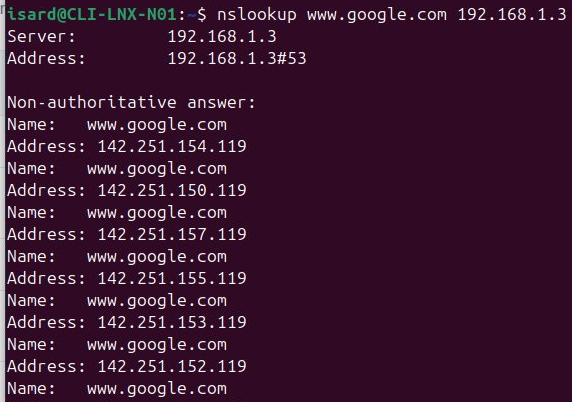 isard@CLI-LNX-N01:~$ nslookup www.google.com 192.168.1.3
Server:         192.168.1.3
Address:        192.168.1.3#53

Non-authoritative answer:
Name:   www.google.com
Address: 142.251.154.119
Name:   www.google.com
Address: 142.251.150.119
Name:   www.google.com
Address: 142.251.157.119
Name:   www.google.com
Address: 142.251.155.119
Name:   www.google.com
Address: 142.251.153.119
Name:   www.google.com
Address: 142.251.152.119
Name:   www.google.com